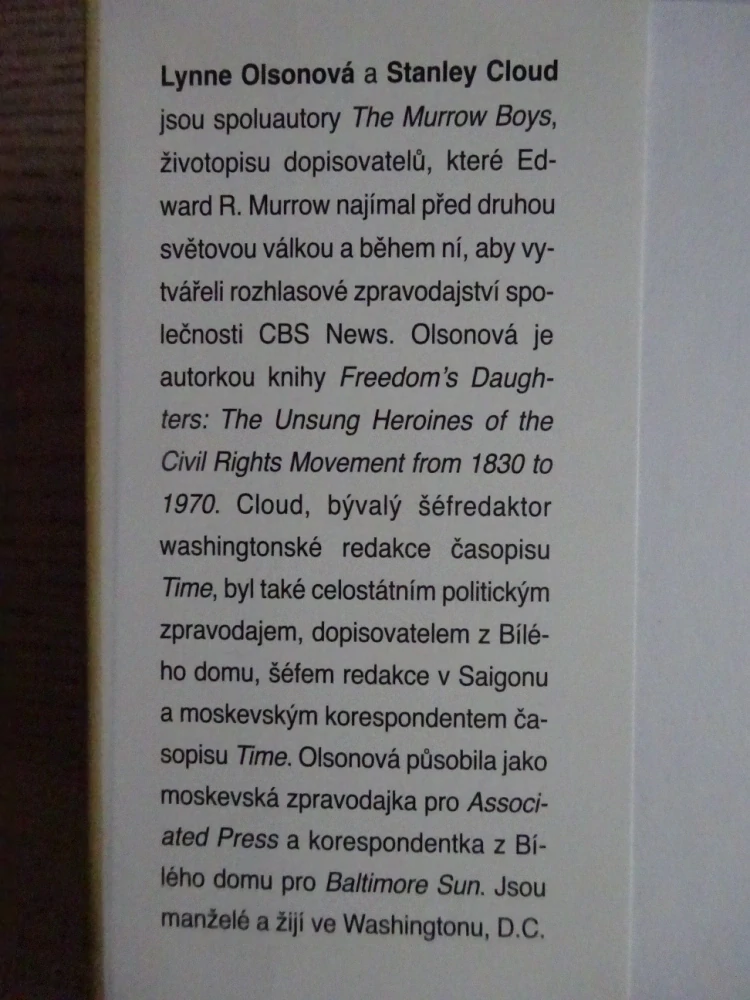 Lynne Olsonová a Stanley Cloud
jsou spoluautory The Murrow Boys,
životopisu dopisovatelů, které Ed-
ward R. Murrow najímal před druhou
světovou válkou a během ní, aby vy-
tvářeli rozhlasové zpravodajství spo-
lečnosti CBS News. Olsonová je
autorkou knihy Freedom's Daugh-
ters: The Unsung Heroines of the
Civil Rights Movement from 1830 to
1970. Cloud, bývalý šéfredaktor
washingtonské redakce časopisu
Time, byl také celostátním politickým
zpravodajem, dopisovatelem z Bílé-
ho domu, šéfem redakce v Saigonu
a moskevským korespondentem ča-
sopisu Time. Olsonová působila jako
moskevská zpravodajka pro Associ-
ated Press a korespondentka z Bí-
lého domu pro Baltimore Sun. Jsou
manželé a žijí ve Washingtonu, D.C.